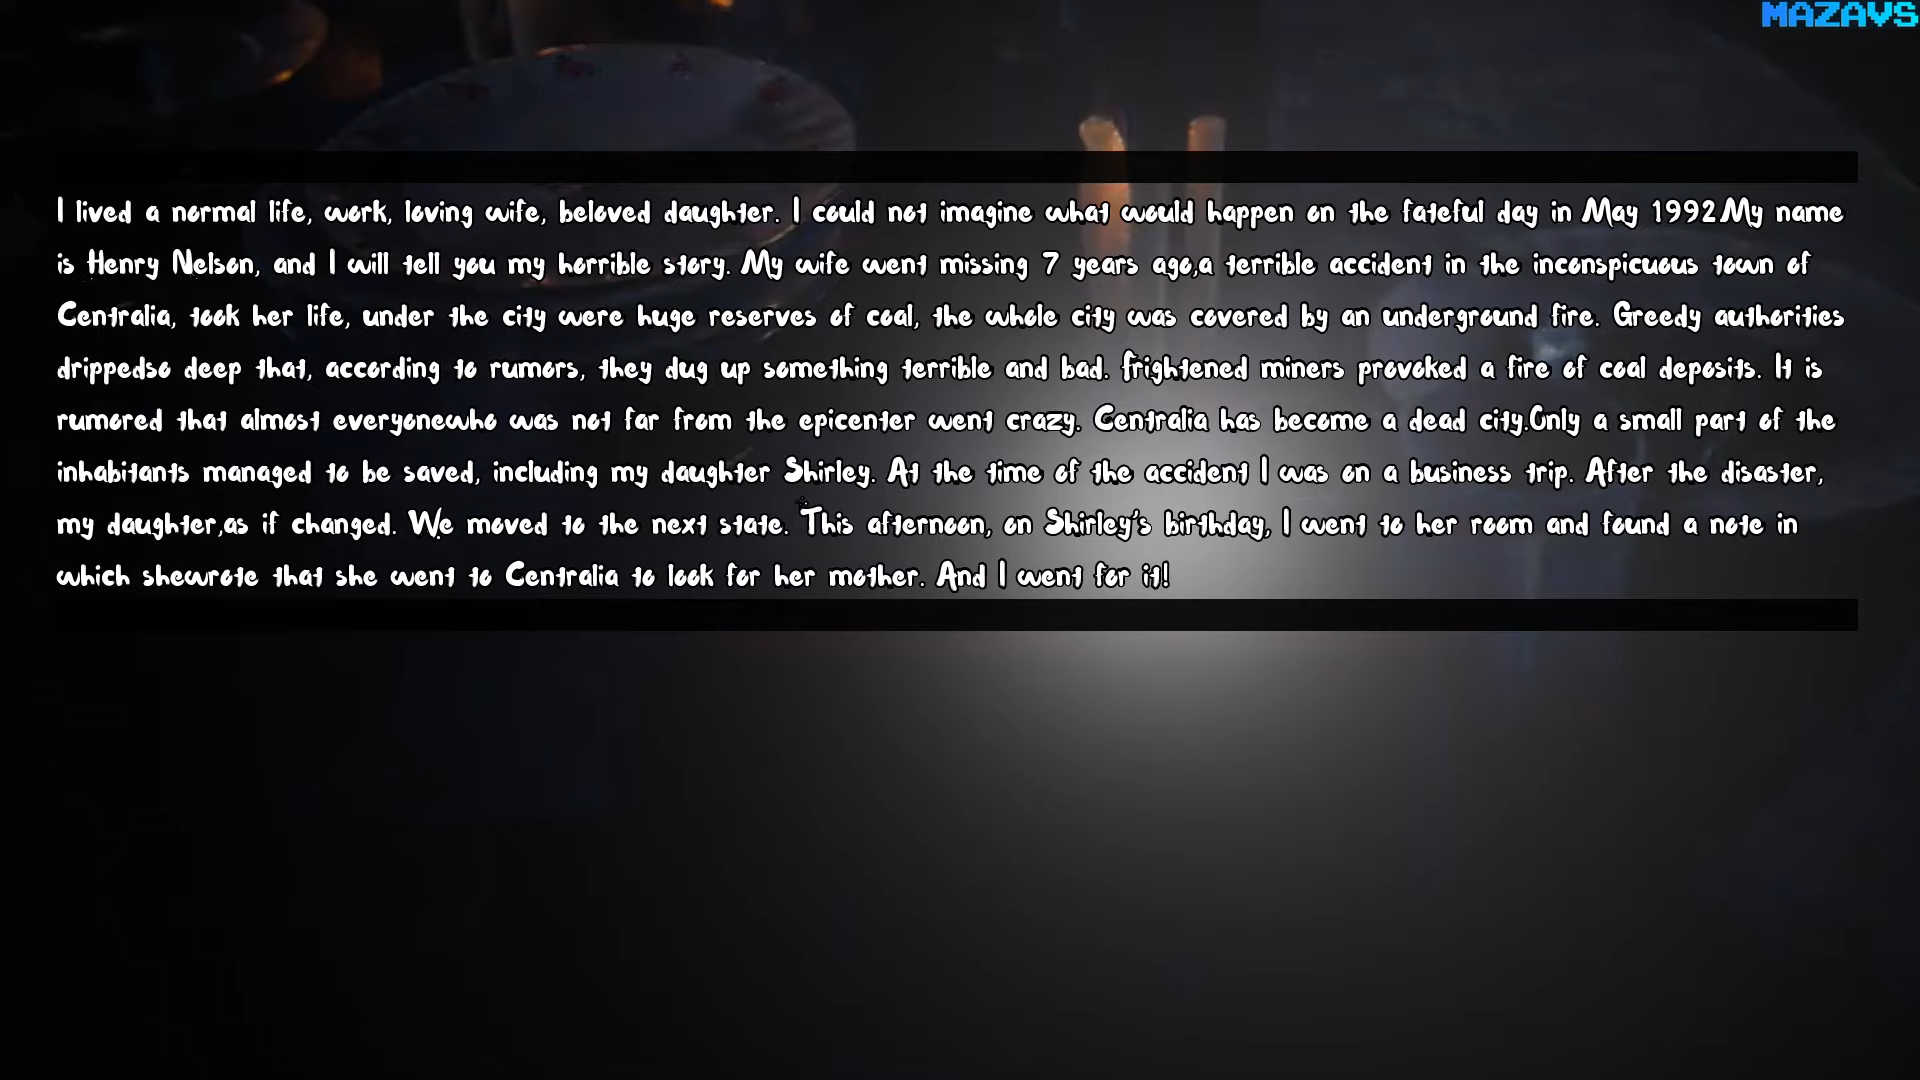 MAZAVS
I lived a normal life, work, loving wife, beloved daughter. I could not imagine what would happen on the fateful day in May 1992My name
is Henry Nelson, and I will tell you my horrible story. My wife went missing 7 years ago,a terrible accident in the inconspicuous town of
Centralia, took her life, under the city were huge reserves of coal, the whole city was covered by an underground fire. Greedy authorities
drippedso deep that, according to rumors, they dug up something terrible and bad. frightened miners provoked a fire of coal deposits. It is
rumored that almost everyonewho was not far from the epicenter went crazy. Centralia has become a dead city.Only a small part of the
inhabitants managed to be saved, including my daughter Shirley. At the time of the accident I was on a business trip. After the disaster,
my daughter,as if changed. We moved to the next state. This afternoon, on Shirley's birthday, I went to her room and found a note in
which shewrote that she went to Centralia to look for her mother. And I went for it!